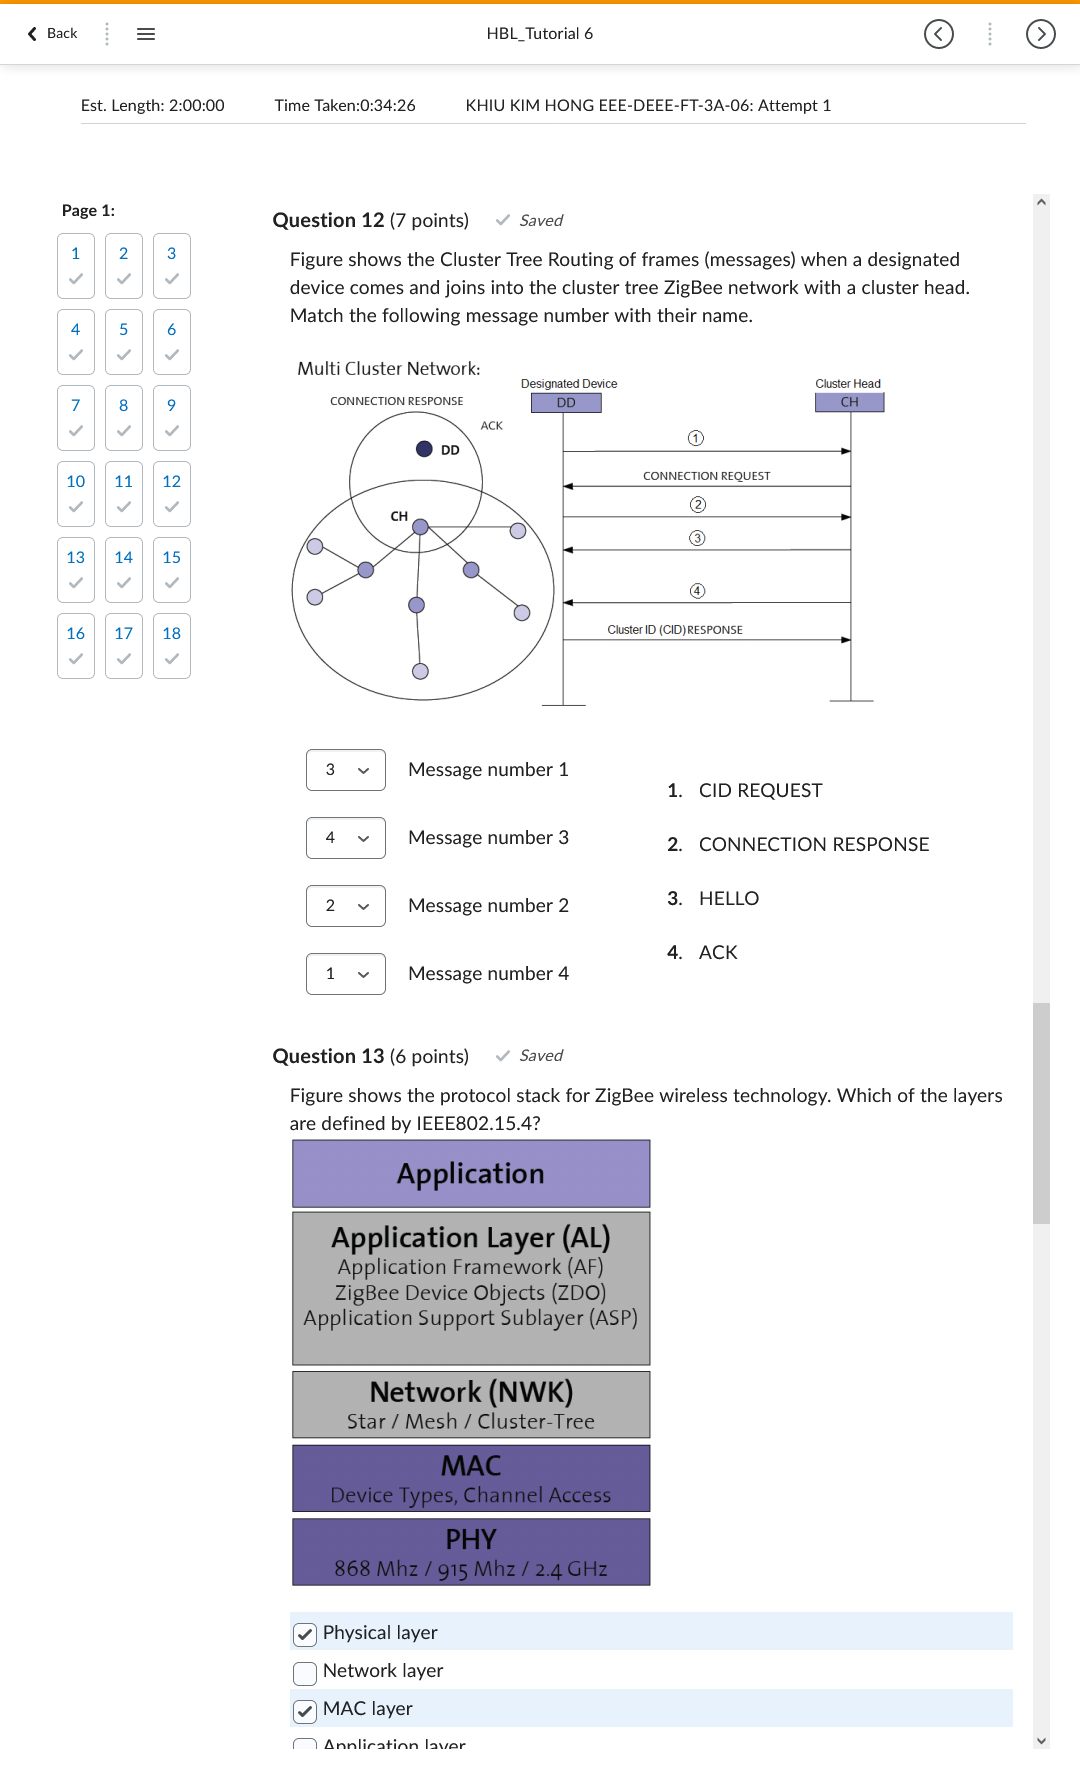 Back
HBL_Tutorial 6
Est. Length: 2:00:00 Time Taken:0:34:26 KHIU KIM HONG EEE-DEEE-FT-3A-06: Attempt 1
Page 1:
1 2 3
4 5 6
7 8 9
10 11 12
13 14 15
16 17 18
Question 12 (7 points) Saved
Figure shows the Cluster Tree Routing of frames (messages) when a designated
device comes and joins into the cluster tree ZigBee network with a cluster head.
Match the following message number with their name.
Multi Cluster Network:
CONNECTION RESPONSE
ACK
DD
CH
Designated Device
DD
Cluster Head
CH
1
CONNECTION REQUEST
2
3
4
Cluster ID (CID) RESPONSE
3 Message number 1
4 Message number 3
2 Message number 2
1 Message number 4
1. CID REQUEST
2. CONNECTION RESPONSE
3. HELLO
4. ACK
Question 13 (6 points) Saved
Figure shows the protocol stack for ZigBee wireless technology. Which of the layers
are defined by IEEE802.15.4?
Application
Application Layer (AL)
Application Framework (AF)
ZigBee Device Objects (ZDO)
Application Support Sublayer (ASP)
Network (NWK)
Star / Mesh / Cluster-Tree
MAC
Device Types, Channel Access
PHY
868 Mhz / 915 Mhz / 2.4 GHz
Physical layer
Network layer
MAC layer
Application layer